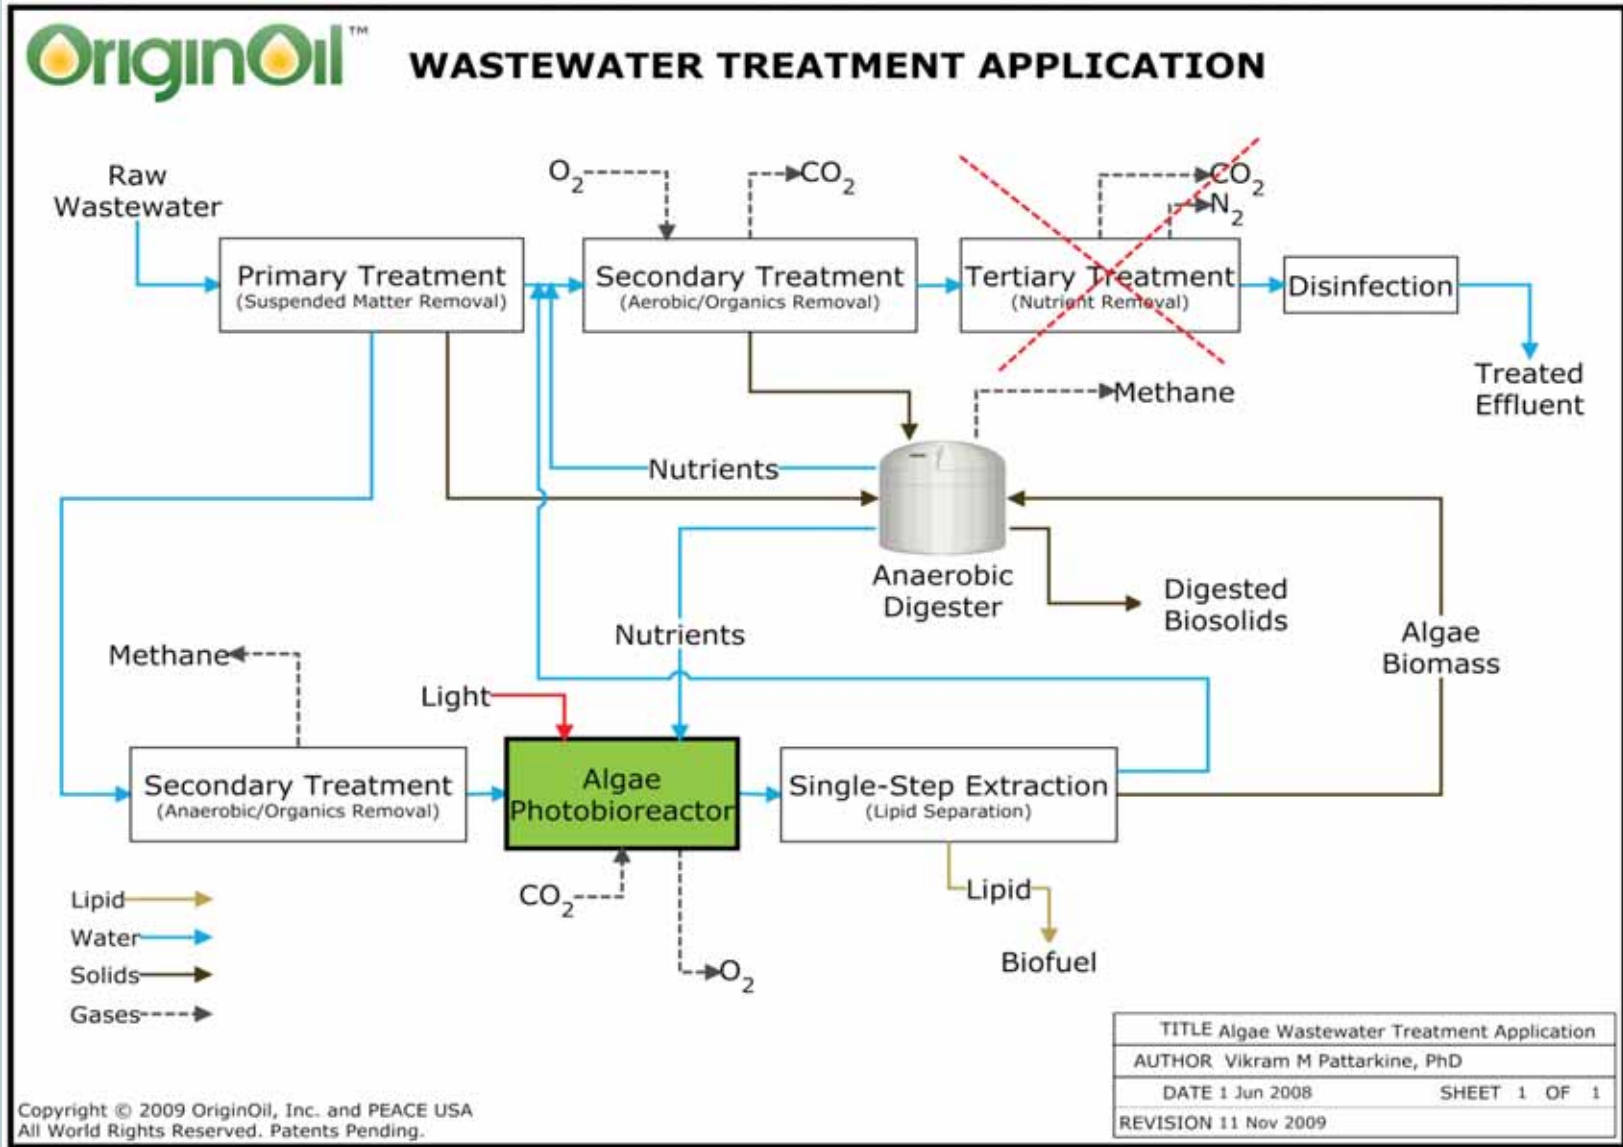 OriginOil™
WASTEWATER TREATMENT APPLICATION
Raw
Wastewater
O2
CO2
CO2
N2
Primary Treatment
(Suspended Matter Removal)
Secondary Treatment
(Aerobic/Organics Removal)
Tertiary Treatment
(Nutrient Removal)
Disinfection
Treated
Effluent
Methane
Nutrients
Anaerobic
Digester
Digested
Biosolids
Nutrients
Algae
Biomass
Methane
Light
Secondary Treatment
(Anaerobic/Organics Removal)
Algae
Photobioreactor
Single-Step Extraction
(Lipid Separation)
CO2
O2
Lipid
Biofuel
Lipid
Water
Solids
Gases
TITLE Algae Wastewater Treatment Application
AUTHOR Vikram M Pattarkine, PhD
DATE 1 Jun 2008 SHEET 1 OF 1
REVISION 11 Nov 2009
Copyright © 2009 OriginOil, Inc. and PEACE USA
All World Rights Reserved. Patents Pending.